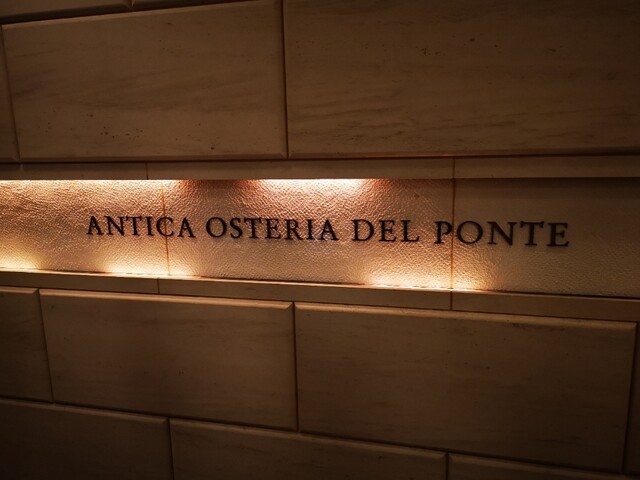 ANTICA OSTERIA DEL PONTE